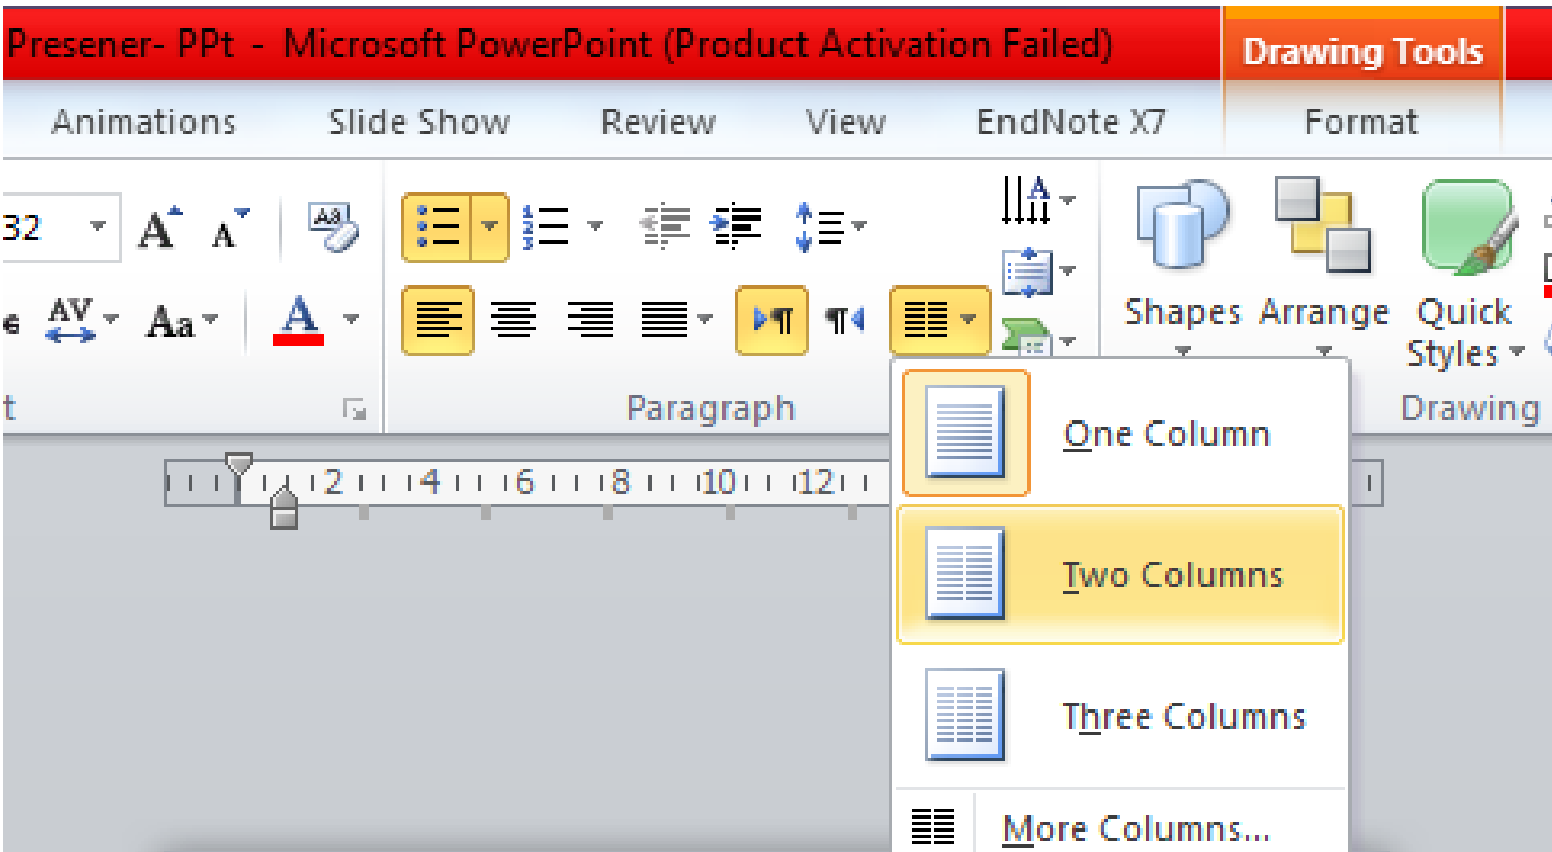 Presener- PPt - Microsoft PowerPoint (Product Activation Failed)
Drawing Tools
Animations Slide Show Review View EndNote X7 Format
32 A A Aa
AV Aa A
Shapes Arrange Quick Styles
Paragraph
Drawing
2 4 6 8 10 12
One Column
Two Columns
Three Columns
More Columns...